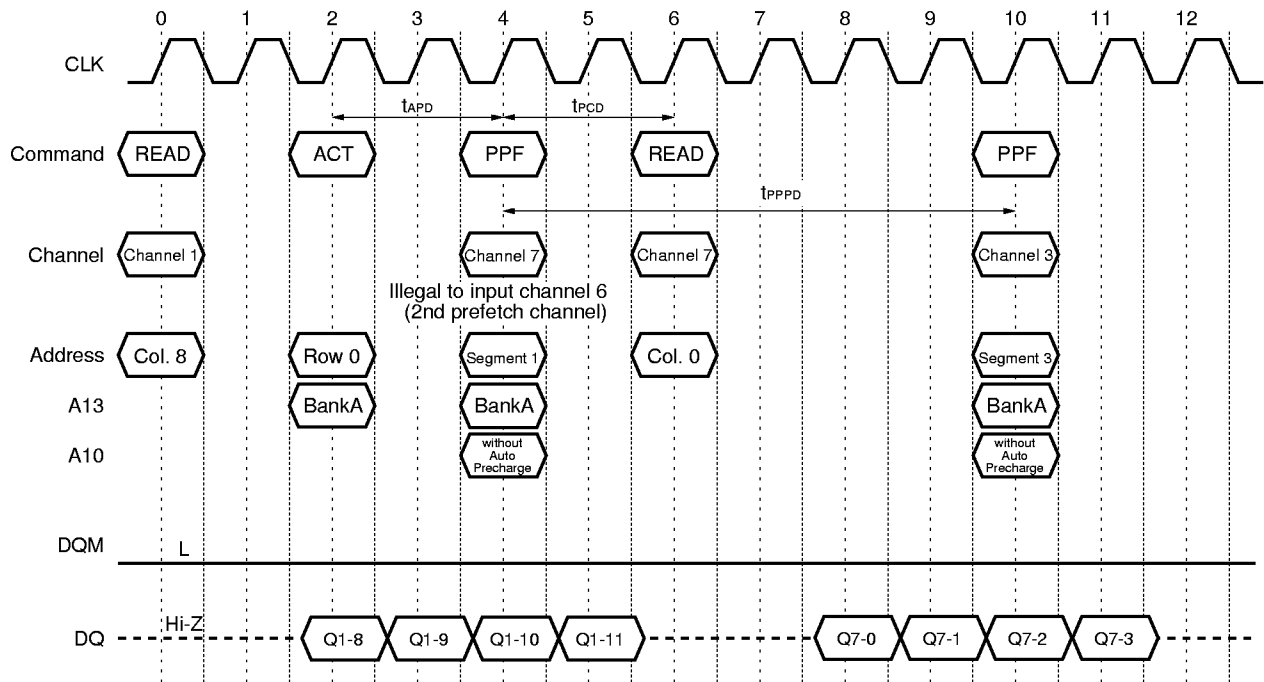 0 1 2 3 4 5 6 7 8 9 10 11 12
CLK
tAPD tPCD
Command READ ACT PPF READ PPF
tPPPD
Channel Channel 1 Channel 7 Channel 7 Channel 3
Illegal to input channel 6
(2nd prefetch channel)
Address Col. 8 Row 0 Segment 1 Col. 0 Segment 3
A13 BankA BankA BankA
without without
A10 Auto Auto
Precharge Precharge
DQM L
Hi-Z
DQ Q1-8 Q1-9 Q1-10 Q1-11 Q7-0 Q7-1 Q7-2 Q7-3